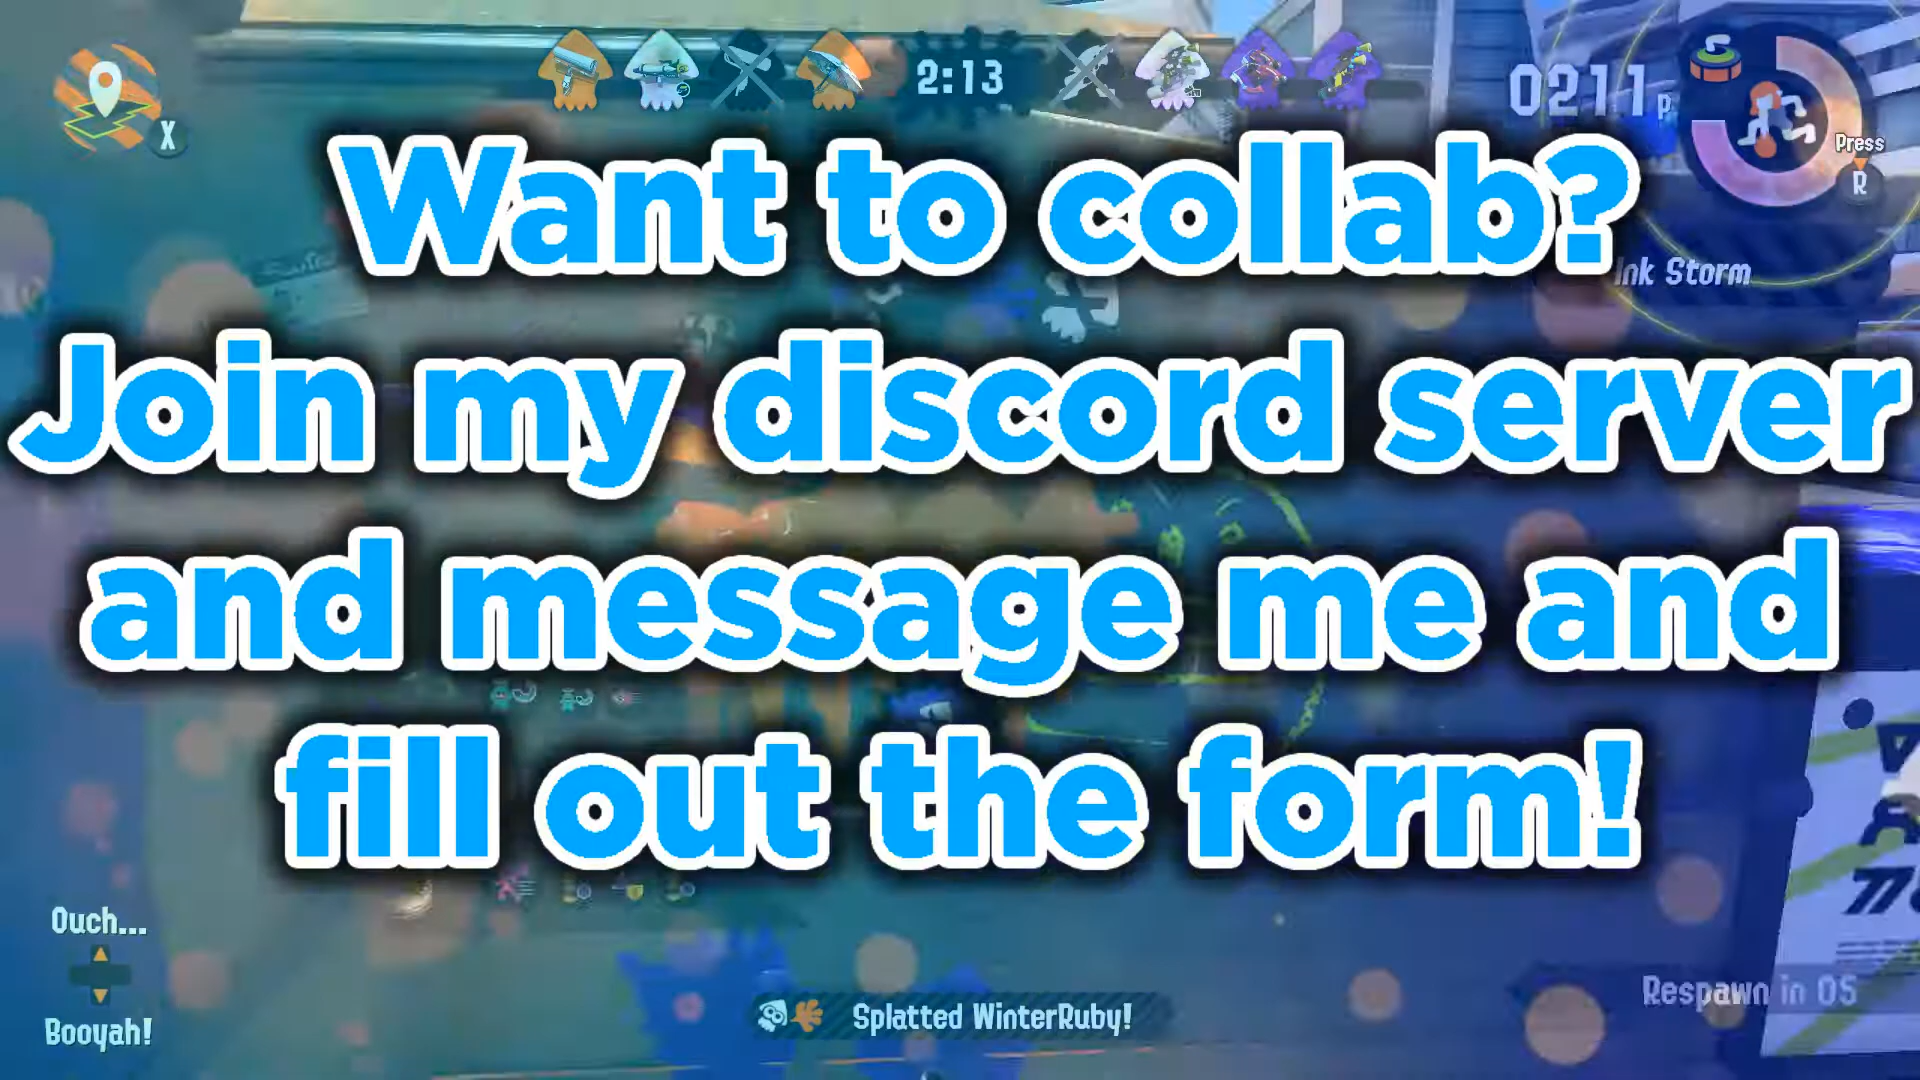 2:13
0211p
X
Press
R
Want to collab?
Ink Storm
Join my discord server
and message me and
fill out the form!
Ouch...
Booyah!
Respawn in 05
Splatted WinterRuby!